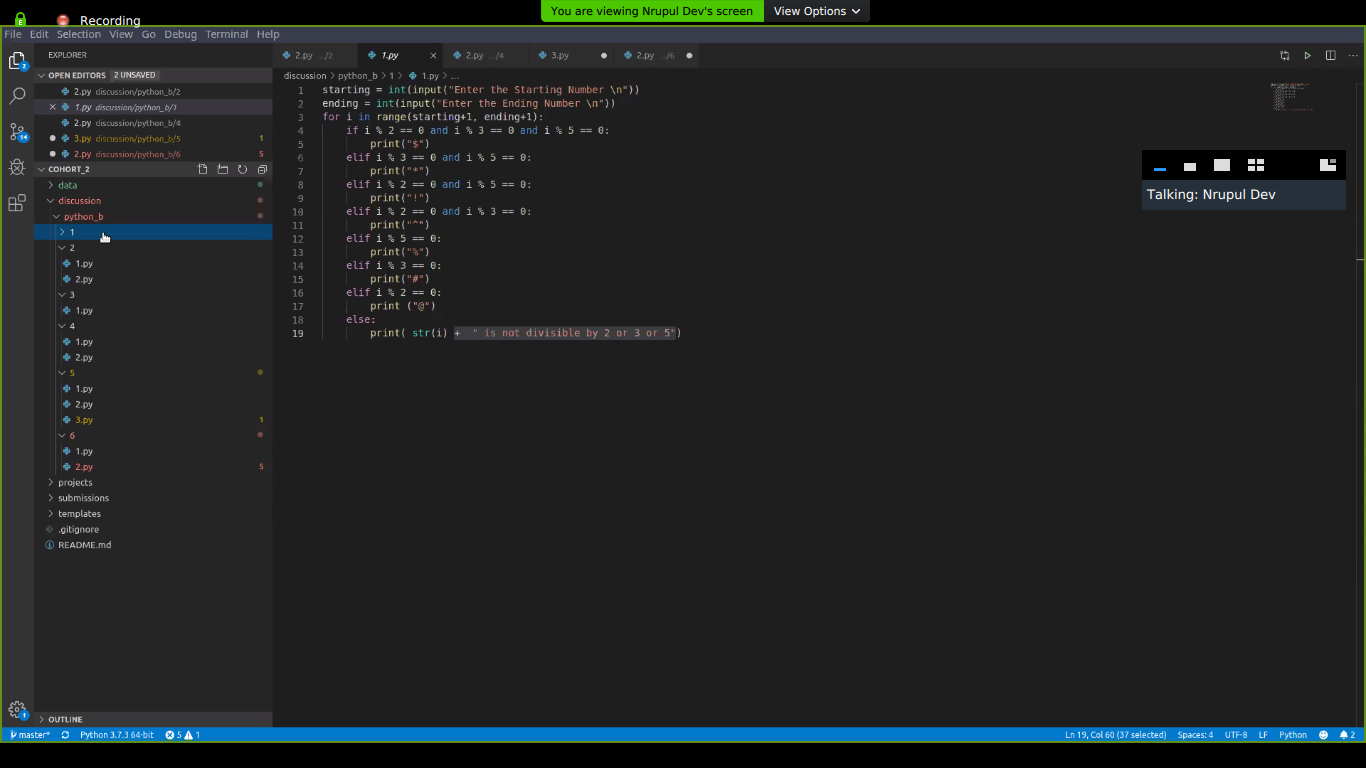 You are viewing Nrupul Dev's screen View Options
Recording
File Edit Selection View Go Debug Terminal Help
EXPLORER
OPEN EDITORS 2 UNSAVED
2.py discussion/python_b/2
1.py discussion/python_b/1
2.py discussion/python_b/4
3.py discussion/python_b/5 1
2.py discussion/python_b/6 5
COHORT_2
data
discussion
python_b
1
2
1.py
2.py
3
1.py
4
1.py
2.py
5
1.py
2.py
3.py 1
6
1.py
2.py 5
projects
submissions
templates
.gitignore
README.md
OUTLINE
2.py .../2 1.py 2.py .../4 3.py 2.py .../6
discussion > python_b > 1 > 1.py > ...
1 starting = int(input("Enter the Starting Number \n"))
2 ending = int(input("Enter the Ending Number \n"))
3 for i in range(starting+1, ending+1):
4 if i % 2 == 0 and i % 3 == 0 and i % 5 == 0:
5 print("$")
6 elif i % 3 == 0 and i % 5 == 0:
7 print("*")
8 elif i % 2 == 0 and i % 5 == 0:
9 print("!")
10 elif i % 2 == 0 and i % 3 == 0:
11 print("^")
12 elif i % 5 == 0:
13 print("%")
14 elif i % 3 == 0:
15 print("#")
16 elif i % 2 == 0:
17 print ("@")
18 else:
19 print( str(i) + " is not divisible by 2 or 3 or 5")
Talking: Nrupul Dev
2
14
1
master* Python 3.7.3 64-bit 5 1 Ln 19, Col 60 (37 selected) Spaces: 4 UTF-8 LF Python 2